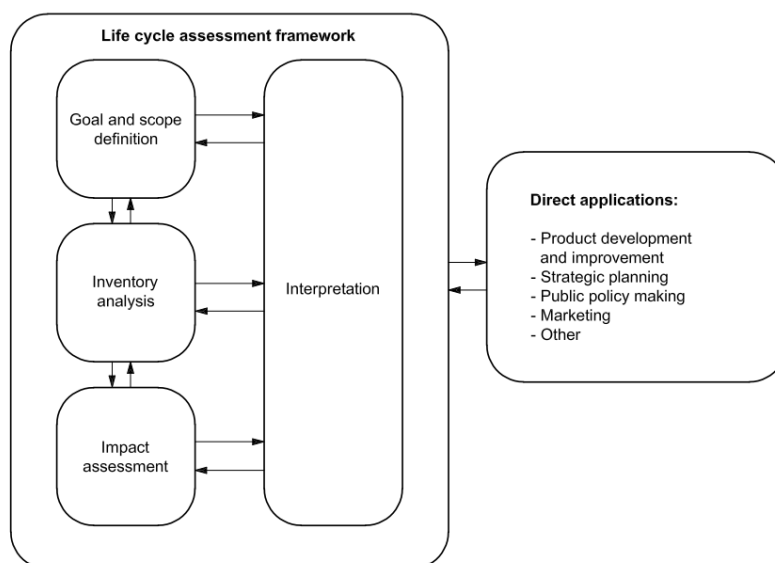 Life cycle assessment framework
Goal and scope
definition
Inventory
analysis
Impact
assessment
Interpretation
Direct applications:
- Product development
and improvement
- Strategic planning
- Public policy making
- Marketing
- Other